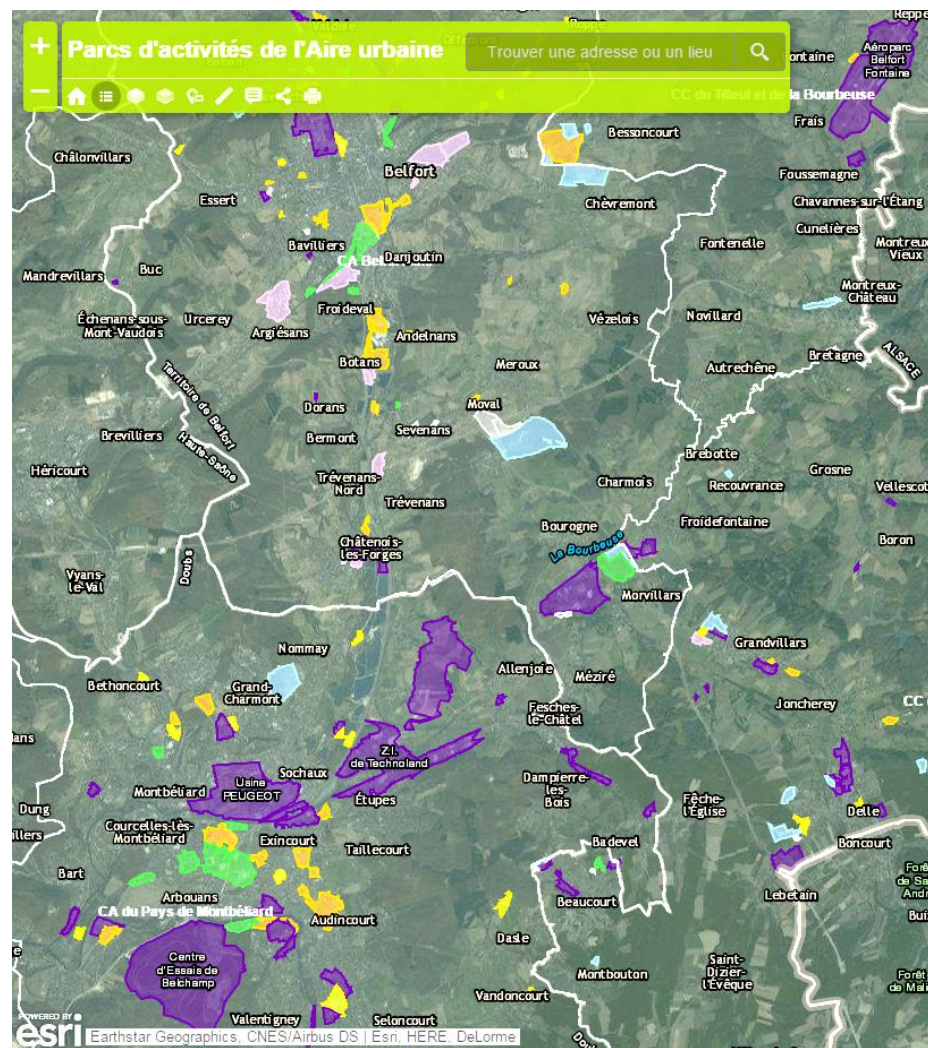 Parcs d'activités de l'Aire urbaine
Trouver une adresse ou un lieu
Reppe
Aéroparc
Belfort
Fontaine
CC du Tilleul et de la Bourbeuse
Frais
Bessoncourt
Châlonvillars
Belfort
Foussemagne
Essert
Chèvremont
Chavannes-sur-l'Étang
Cunelières
Bavilliers
Danjoutin
Fontenelle
Montreux-
Vieux
Mandrevillars
Buc
Montreux-
Château
Froideval
Échenans-sous-
Mont-Vaudois
Urcerey
Argiésans
Andelnans
Vézelois
Novillard
Botans
Meroux
Autrechêne
Bretagne
ALSACE
Territoire de Belfort
Haute-Saône
Dorans
Moval
Brevilliers
Bermont
Sevenans
Brebotte
Héricourt
Trévenans-
Nord
Charmois
Recouvrance
Grosne
Vellescot
Trévenans
Bourogne
Froidefontaine
Châtenois-
les-Forges
La Bourbeuse
Boron
Doubs
Vyans-
le-Val
Morvillars
Nommay
Grandvillars
Allenjoie
Méziré
Bethoncourt
Grand-
Charmont
Joncherey
Fesches-
le-Châtel
CC
Z.I.
de Technoland
Sochaux
Usine
PEUGEOT
Montbéliard
Dampierre-
les-
Bois
Étupes
Fêche-
l'Église
Dung
Delle
Courcelles-lès-
Montbéliard
Exincourt
Taillecourt
Badevel
Boncourt
Bart
Arbouans
Lebetain
Beaucourt
CA du Pays de Montbéliard
Audincourt
Dasle
Centre
d'Essais de
Belchamp
Montbouton
Saint-
Dizier-
l'Évêque
Vandoncourt
Valentigney
Seloncourt
POWERED BY
esri
Earthstar Geographics, CNES/Airbus DS | Esri, HERE, DeLorme